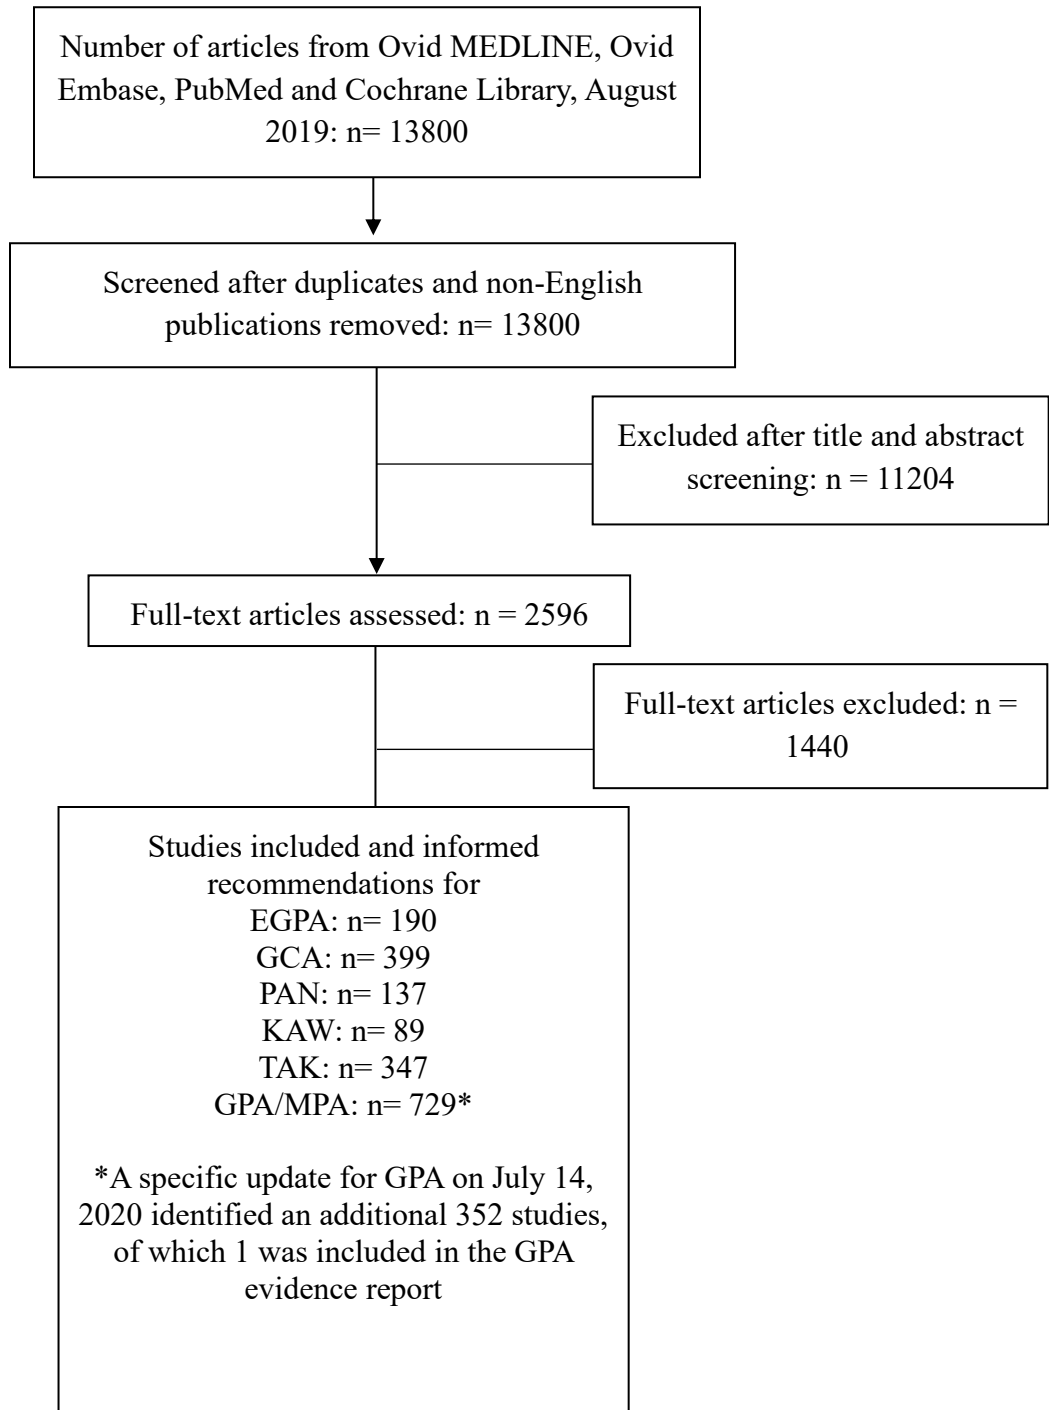 Number of articles from Ovid MEDLINE, Ovid
Embase, PubMed and Cochrane Library, August
2019: n= 13800
Screened after duplicates and non-English
publications removed: n= 13800
Excluded after title and abstract
screening: n = 11204
Full-text articles assessed: n = 2596
Full-text articles excluded: n =
1440
Studies included and informed
recommendations for
EGPA: n= 190
GCA: n= 399
PAN: n= 137
KAW: n= 89
TAK: n= 347
GPA/MPA: n= 729*
*A specific update for GPA on July 14,
2020 identified an additional 352 studies,
of which 1 was included in the GPA
evidence report